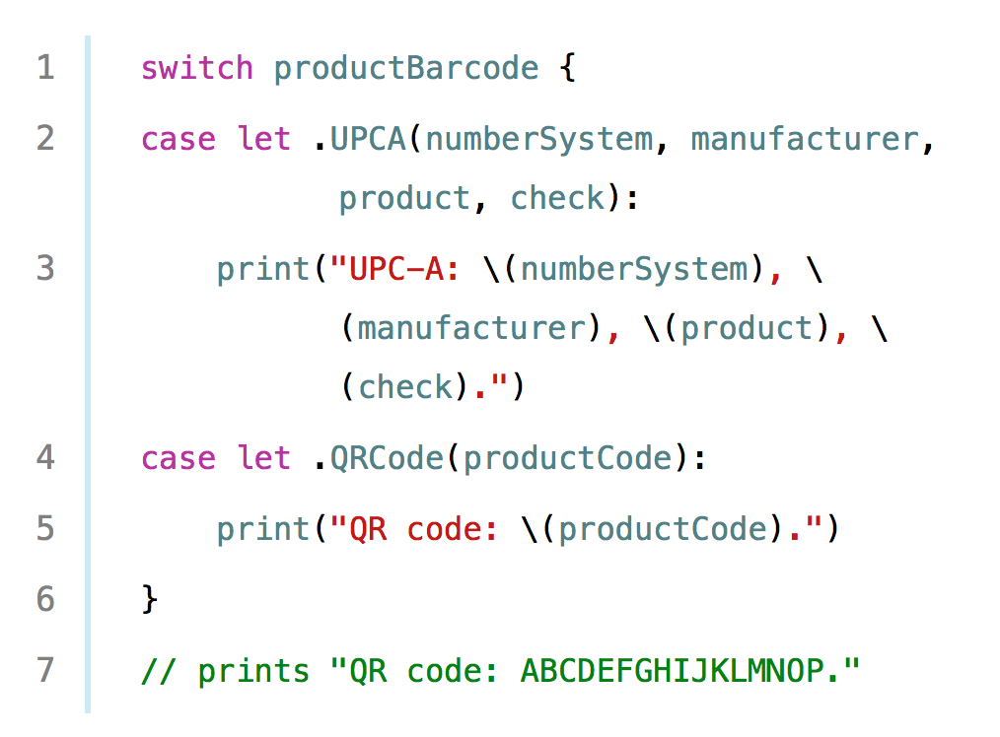 1 switch productBarcode {
2 case let .UPCA(numberSystem, manufacturer,
product, check):
3 print("UPC-A: \(numberSystem), \
(manufacturer), \(product), \
(check).")
4 case let .QRCode(productCode):
5 print("QR code: \(productCode).")
6 }
7 // prints "QR code: ABCDEFGHIJKLMNOP."